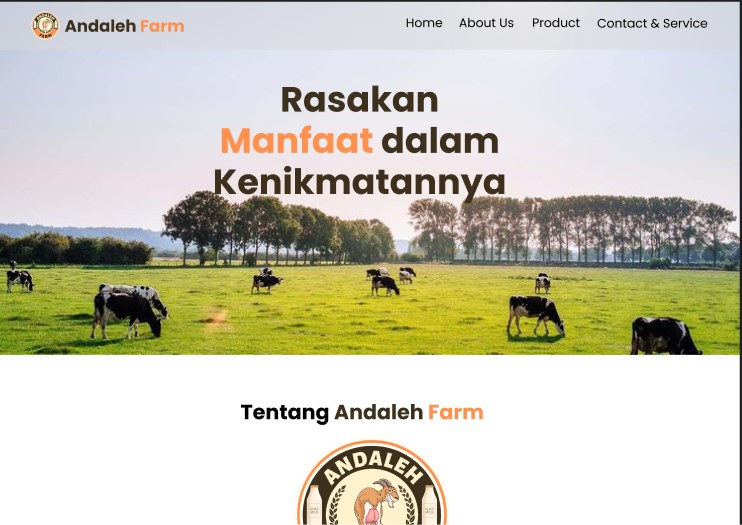 Andaleh Farm
Home About Us Product Contact & Service
Rasakan
Manfaat dalam
Kenikmatannya
Tentang Andaleh Farm
ANDALEH